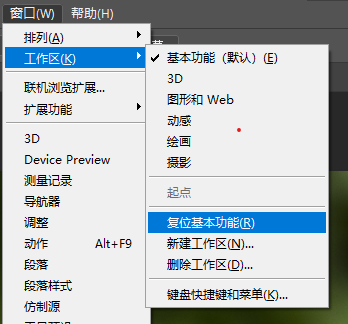 窗口(W) 帮助(H)
排列(A)
工作区(K)
联机浏览扩展...
扩展功能
3D
Device Preview
测量记录
导航器
调整
动作 Alt+F9
段落
段落样式
仿制源
基本功能（默认）(E)
3D
图形和 Web
动感
绘画
摄影
起点
复位基本功能(R)
新建工作区(N)...
删除工作区(D)...
键盘快捷键和菜单(K)...